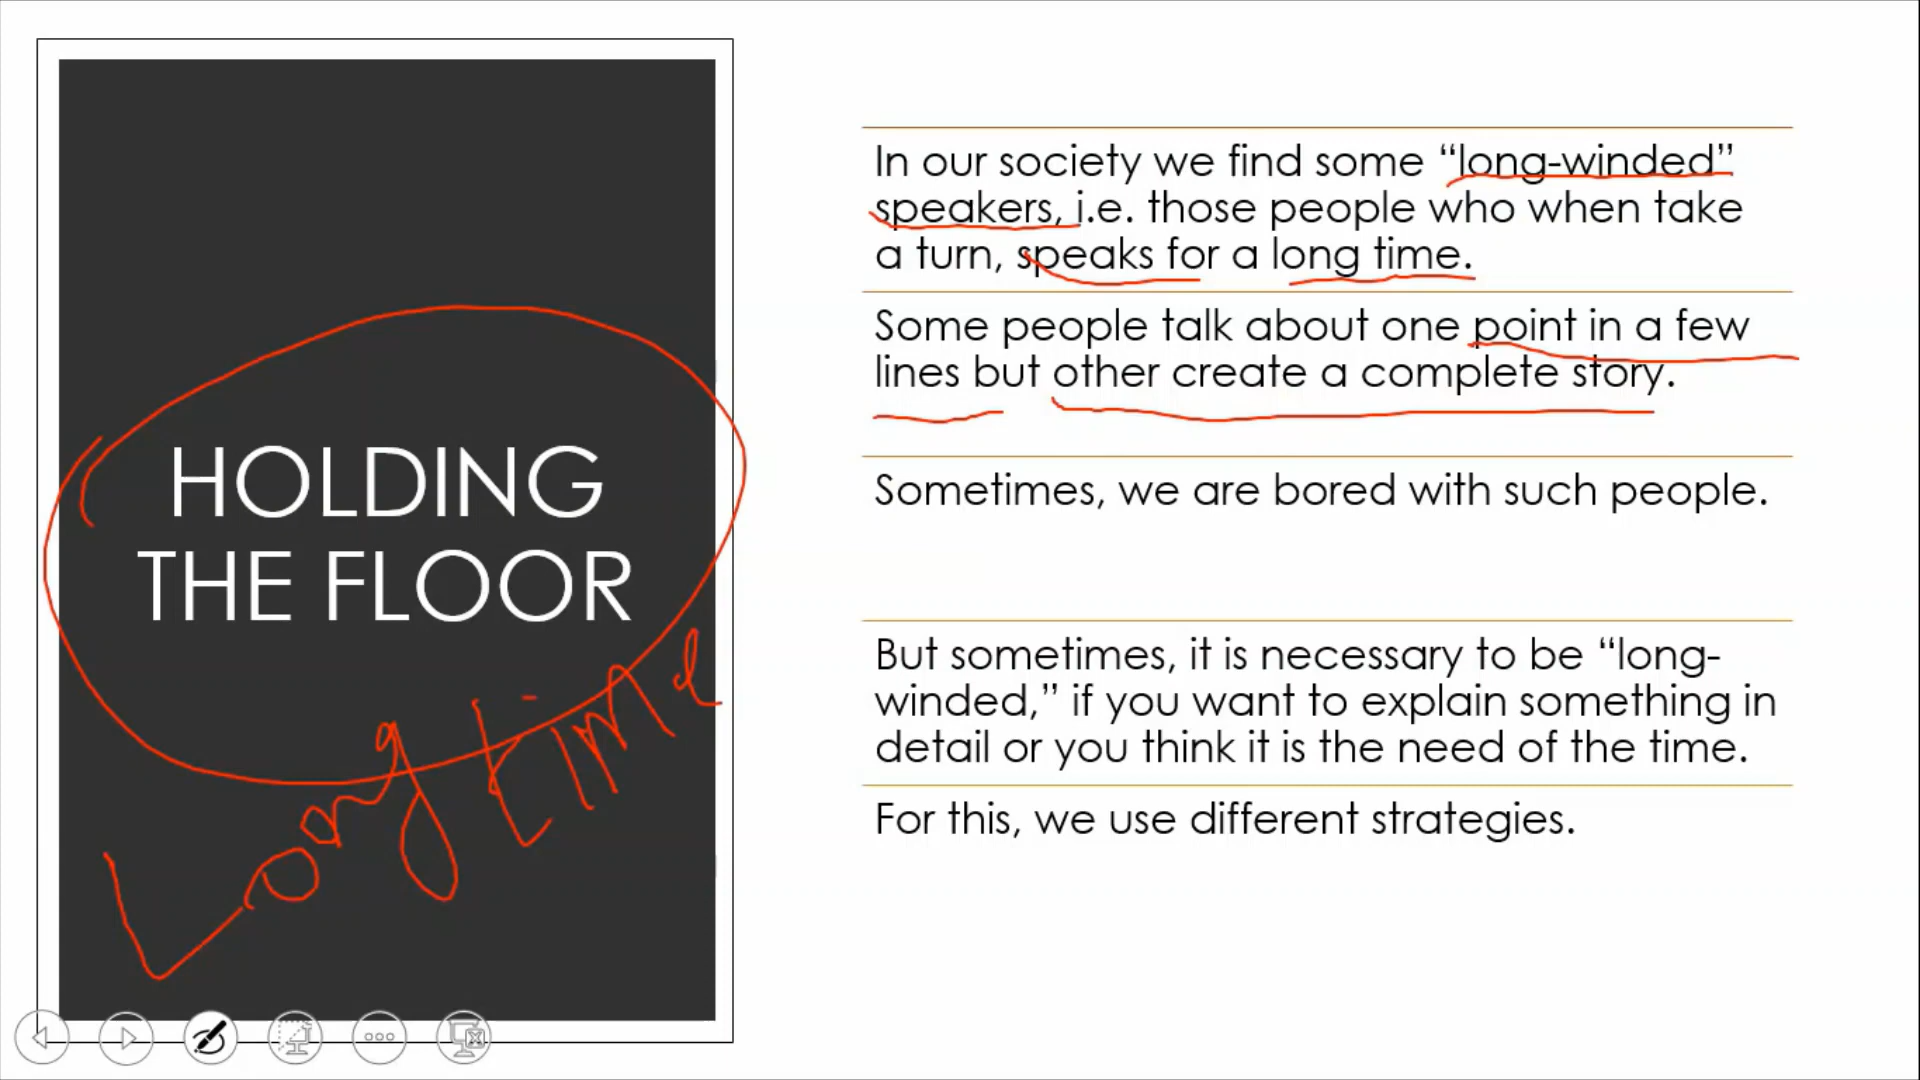 HOLDING
THE FLOOR
Long time
In our society we find some “long-winded”
speakers, i.e. those people who when take
a turn, speaks for a long time.
Some people talk about one point in a few
lines but other create a complete story.
Sometimes, we are bored with such people.
But sometimes, it is necessary to be “long-
winded,” if you want to explain something in
detail or you think it is the need of the time.
For this, we use different strategies.